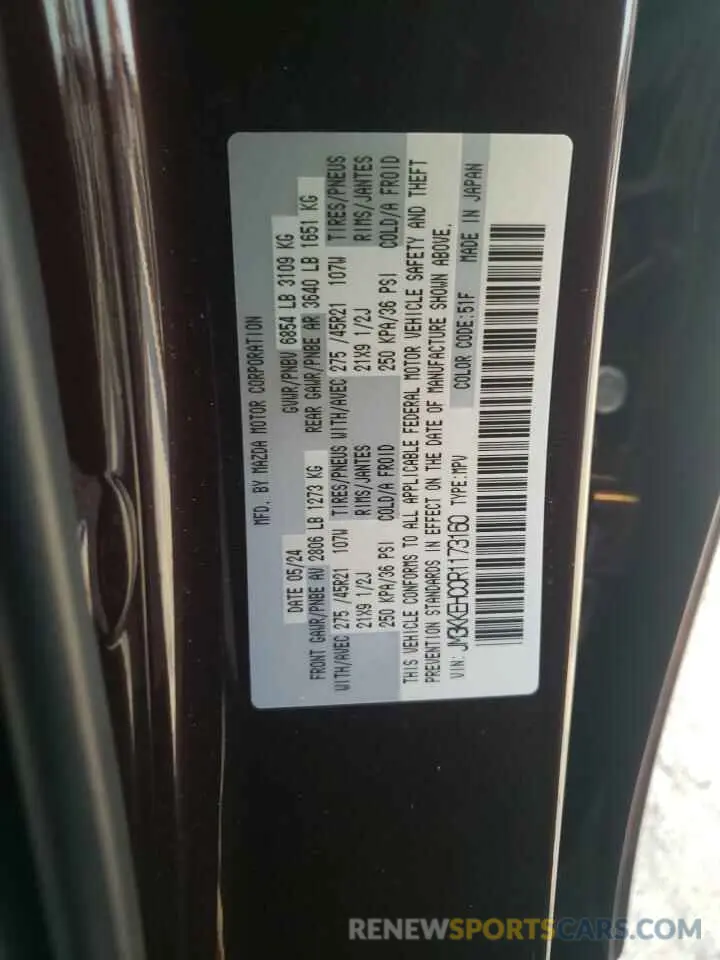 MFD. BY MAZDA MOTOR CORPORATION
DATE 05/24 GVWR/PNBV 6854 LB 3109 KG
FRONT GAWR/PNBE AV 2806 LB 1273 KG REAR GAWR/PNBE AR 3640 LB 1651 KG
WITH/AVEC 275 /45R21 107W TIRES/PNEUS WITH/AVEC 275 /45R21 107W TIRES/PNEUS
21X9 1/2J RIMS/JANTES 21X9 1/2J RIMS/JANTES
250 KPA/36 PSI COLD/A FROID 250 KPA/36 PSI COLD/A FROID
THIS VEHICLE CONFORMS TO ALL APPLICABLE FEDERAL MOTOR VEHICLE SAFETY AND THEFT
PREVENTION STANDARDS IN EFFECT ON THE DATE OF MANUFACTURE SHOWN ABOVE.
VIN: JM3KKEHC0R1173160 TYPE:MPV COLOR CODE:51F MADE IN JAPAN
RENEWSPORTSCARS.COM